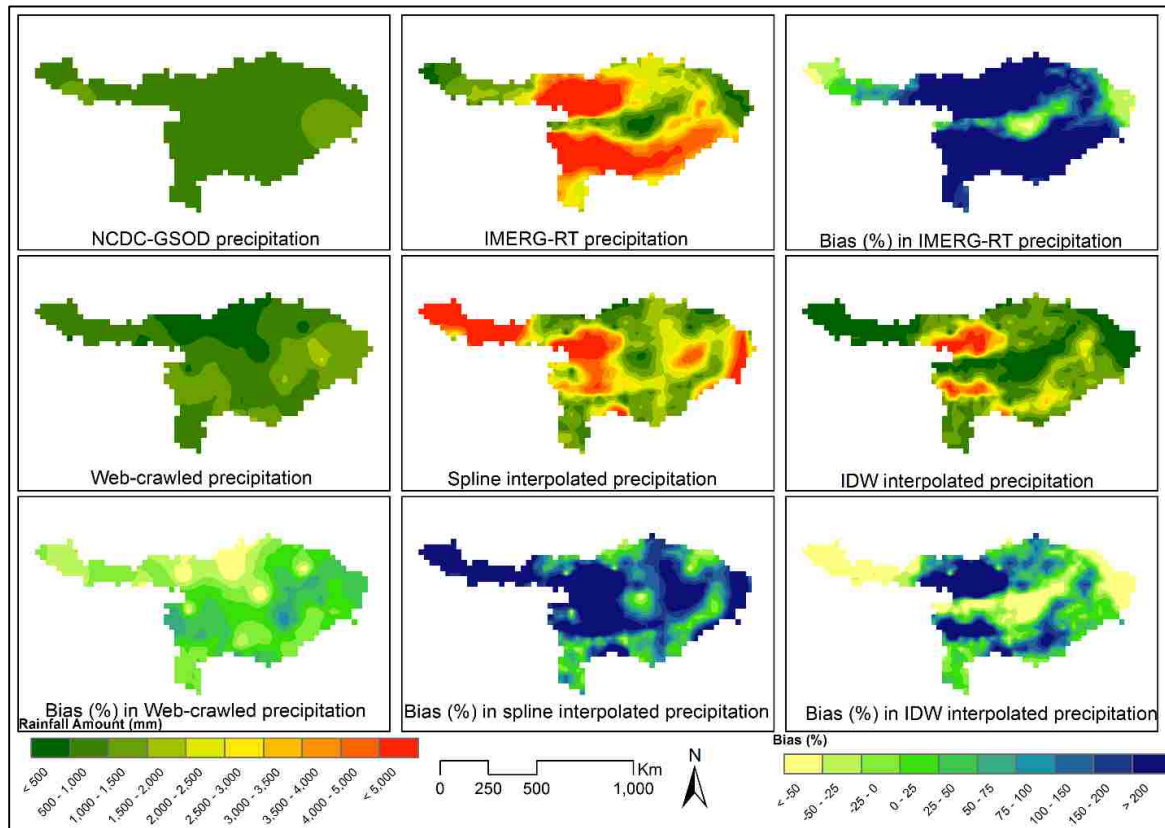 NCDC-GSOD precipitation
IMERG-RT precipitation
Bias (%) in IMERG-RT precipitation
Web-crawled precipitation
Spline interpolated precipitation
IDW interpolated precipitation
Bias (%) in Web-crawled precipitation
Bias (%) in spline interpolated precipitation
Bias (%) in IDW interpolated precipitation
Rainfall Amount (mm)
< 500
500 - 1,000
1,000 - 1,500
1,500 - 2,000
2,000 - 2,500
2,500 - 3,000
3,000 - 3,500
3,500 - 4,000
4,000 - 5,000
< 5,000
Km
0 250 500 1,000
N
Bias (%)
< -50
-50 - -25
-25 - 0
0 - 25
25 - 50
50 - 75
75 - 100
100 - 150
150 - 200
> 200